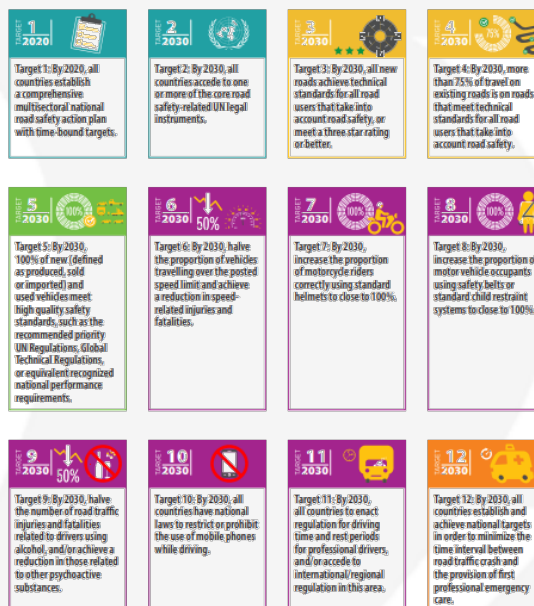 TARGET 1 2020
Target 1: By 2020, all
countries establish
a comprehensive
multisectoral national
road safety action plan
with time-bound targets.
TARGET 2 2030
Target 2: By 2030, all
countries accede to one
or more of the core road
safety-related UN legal
instruments.
TARGET 3 2030
Target 3: By 2030, all new
roads achieve technical
standards for all road
users that take into
account road safety, or
meet a three star rating
or better.
TARGET 4 2030
75%
Target 4: By 2030, more
than 75% of travel on
existing roads is on roads
that meet technical
standards for all road
users that take into
account road safety.
TARGET 5 2030
100%
Target 5: By 2030,
100% of new (defined
as produced, sold
or imported) and
used vehicles meet
high quality safety
standards, such as the
recommended priority
UN Regulations, Global
Technical Regulations,
or equivalent recognized
national performance
requirements.
TARGET 6 2030
50%
Target 6: By 2030, halve
the proportion of vehicles
travelling over the posted
speed limit and achieve
a reduction in speed-
related injuries and
fatalities.
TARGET 7 2030
100%
Target 7: By 2030,
increase the proportion
of motorcycle riders
correctly using standard
helmets to close to 100%.
TARGET 8 2030
100%
Target 8: By 2030,
increase the proportion of
motor vehicle occupants
using safety belts or
standard child restraint
systems to close to 100%
TARGET 9 2030
50%
Target 9: By 2030, halve
the number of road traffic
injuries and fatalities
related to drivers using
alcohol, and/or achieve a
reduction in those related
to other psychoactive
substances.
TARGET 10 2030
Target 10: By 2030, all
countries have national
laws to restrict or prohibit
the use of mobile phones
while driving.
TARGET 11 2030
Target 11: By 2030,
all countries to enact
regulation for driving
time and rest periods
for professional drivers,
and/or accede to
international/regional
regulation in this area.
TARGET 12 2030
Target 12: By 2030, all
countries establish and
achieve national targets
in order to minimize the
time interval between
road traffic crash and
the provision of first
professional emergency
care.